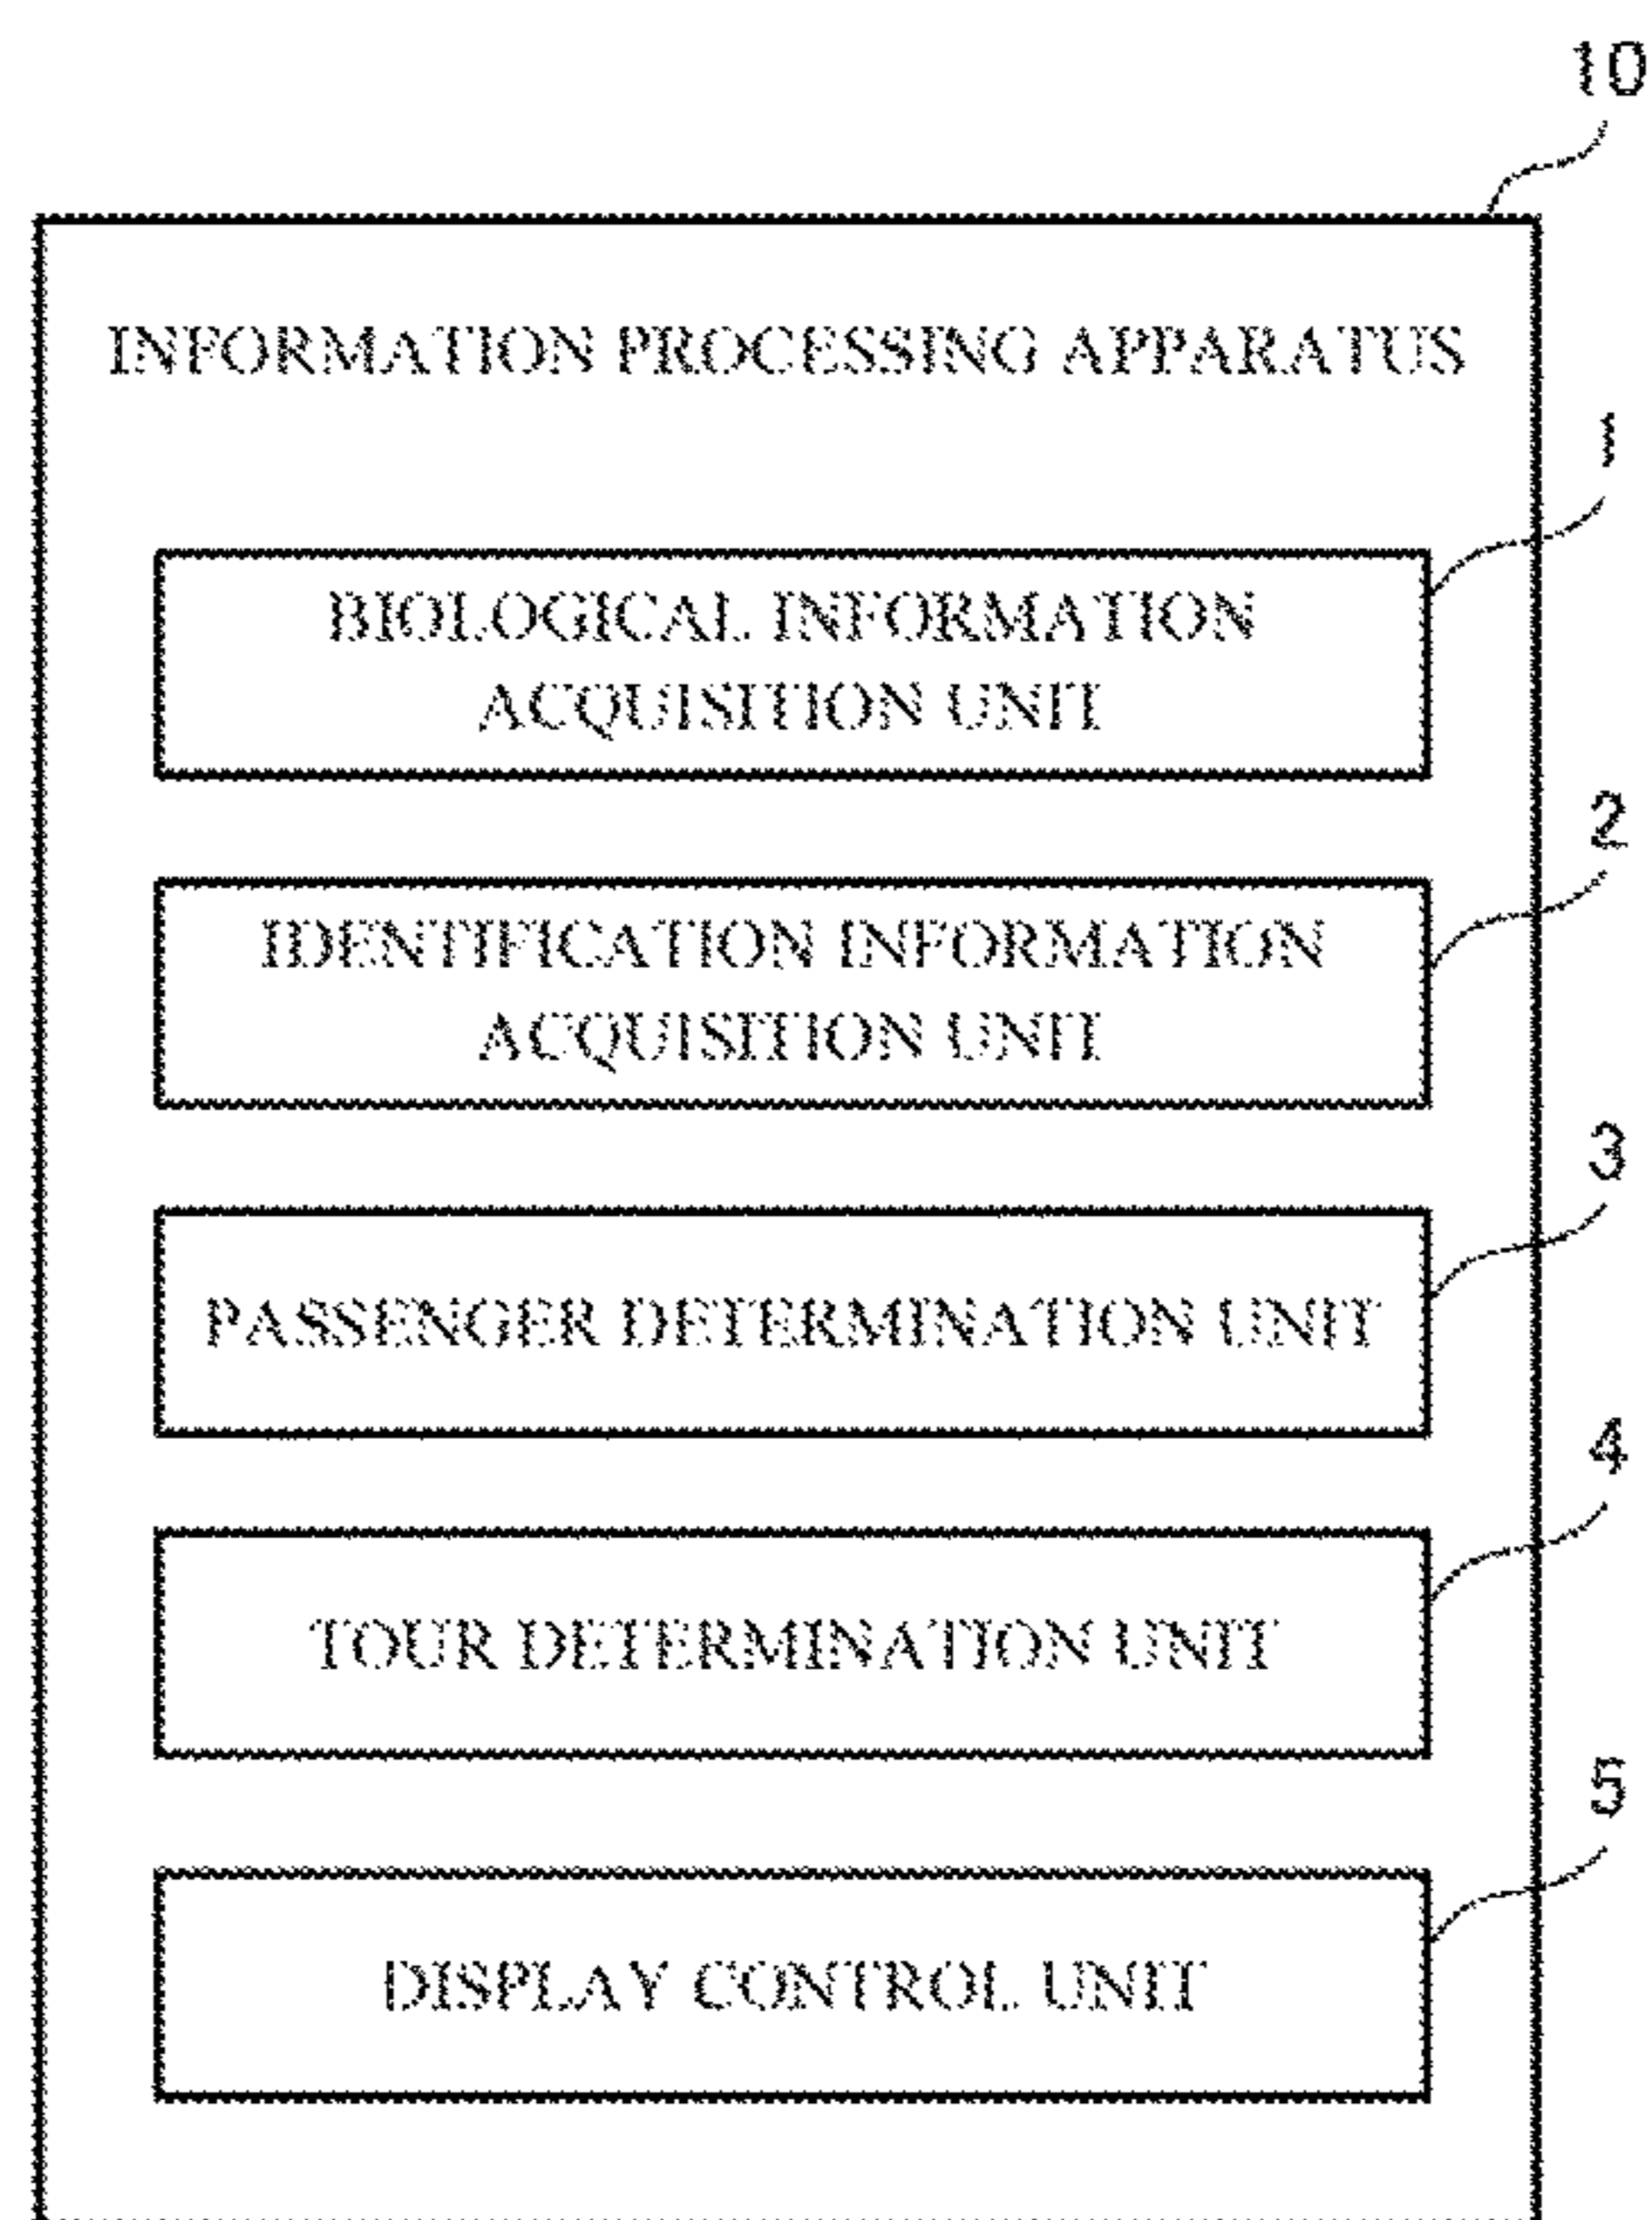 10
INFORMATION PROCESSING APPARATUS
1
BIOLOGICAL INFORMATION
ACQUISITION UNIT
2
IDENTIFICATION INFORMATION
ACQUISITION UNIT
3
PASSENGER DETERMINATION UNIT
4
TOUR DETERMINATION UNIT
5
DISPLAY CONTROL UNIT